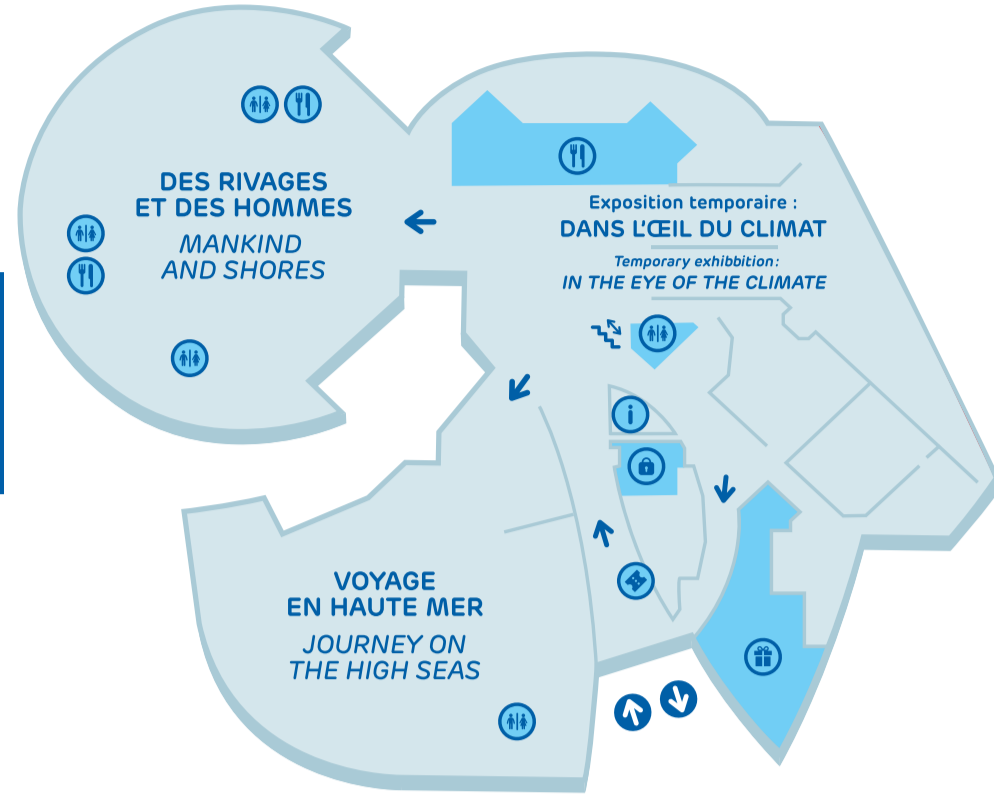 DES RIVAGES
ET DES HOMMES
MANKIND
AND SHORES
Exposition temporaire :
DANS L'ŒIL DU CLIMAT
Temporary exhibbition :
IN THE EYE OF THE CLIMATE
i
VOYAGE
EN HAUTE MER
JOURNEY ON
THE HIGH SEAS